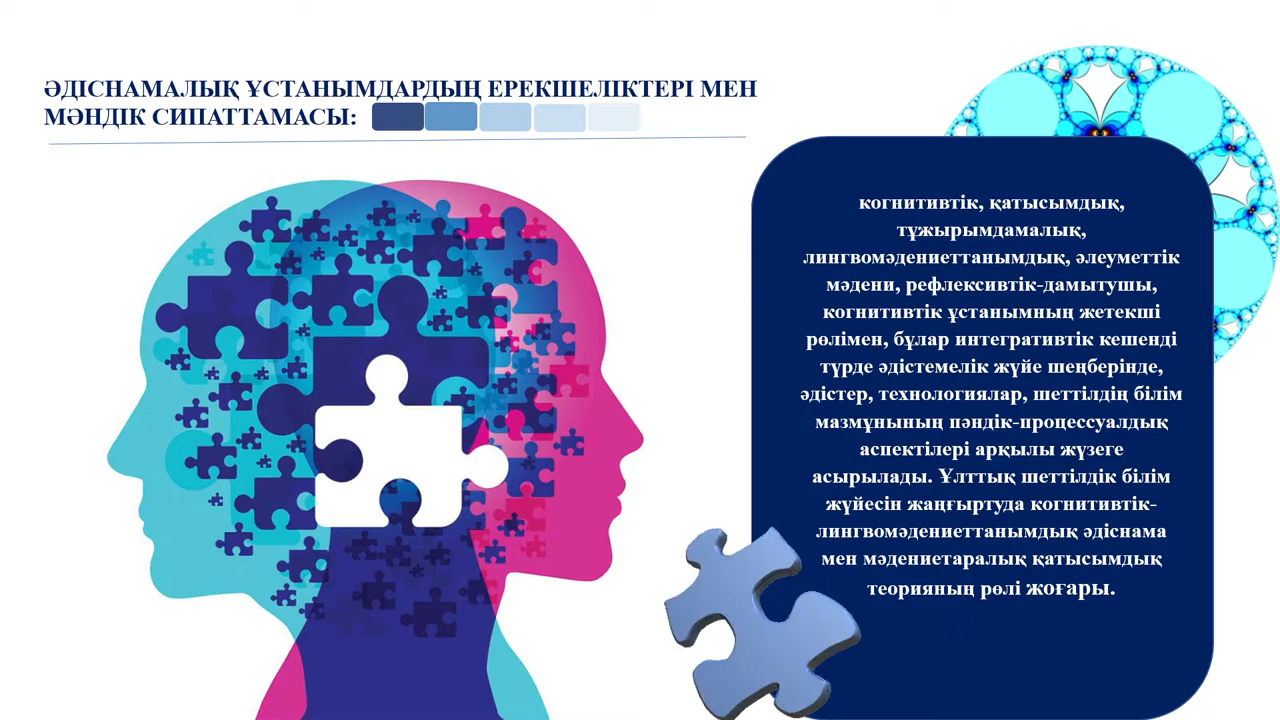 ӘДІСНАМАЛЫҚ ҰСТАНЫМДАРДЫҢ ЕРЕКШЕЛІКТЕРІ МЕН
МӘНДІК СИПАТТАМАСЫ:
когнитивтік, қатысымдық,
тұжырымдамалық,
лингвомәдениеттанымдық, әлеуметтік
мәдени, рефлексивтік-дамытушы,
когнитивтік ұстанымның жетекші
рөлімен, бұлар интегративтік кешенді
түрде әдістемелік жүйе шеңберінде,
әдістер, технологиялар, шеттілдің білім
мазмұнының пәндік-процессуалдық
аспектілері арқылы жүзеге
асырылады. Ұлттық шеттілдік білім
жүйесін жаңғыртуда когнитивтік-
лингвомәдениеттанымдық әдіснама
мен мәдениетаралық қатысымдық
теорияның рөлі жоғары.